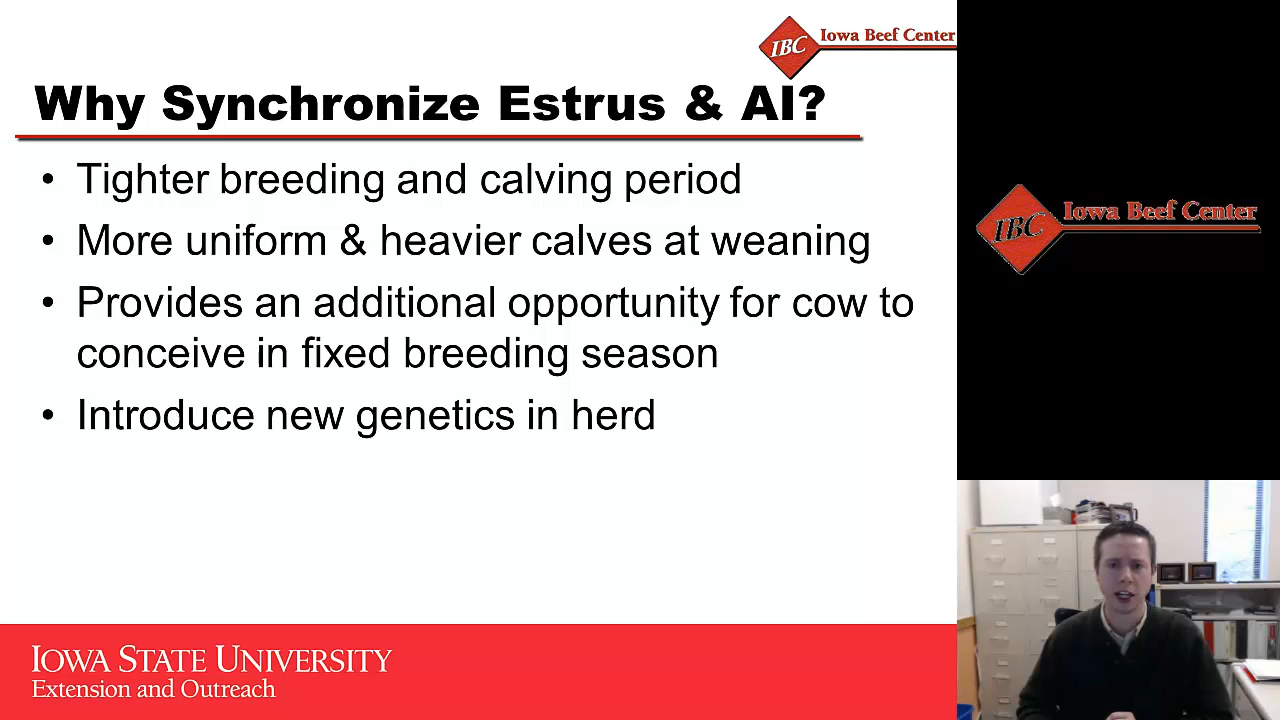 IBC Iowa Beef Center
Why Synchronize Estrus & AI?
• Tighter breeding and calving period
• More uniform & heavier calves at weaning
• Provides an additional opportunity for cow to
conceive in fixed breeding season
• Introduce new genetics in herd
IOWA STATE UNIVERSITY
Extension and Outreach
IBC Iowa Beef Center